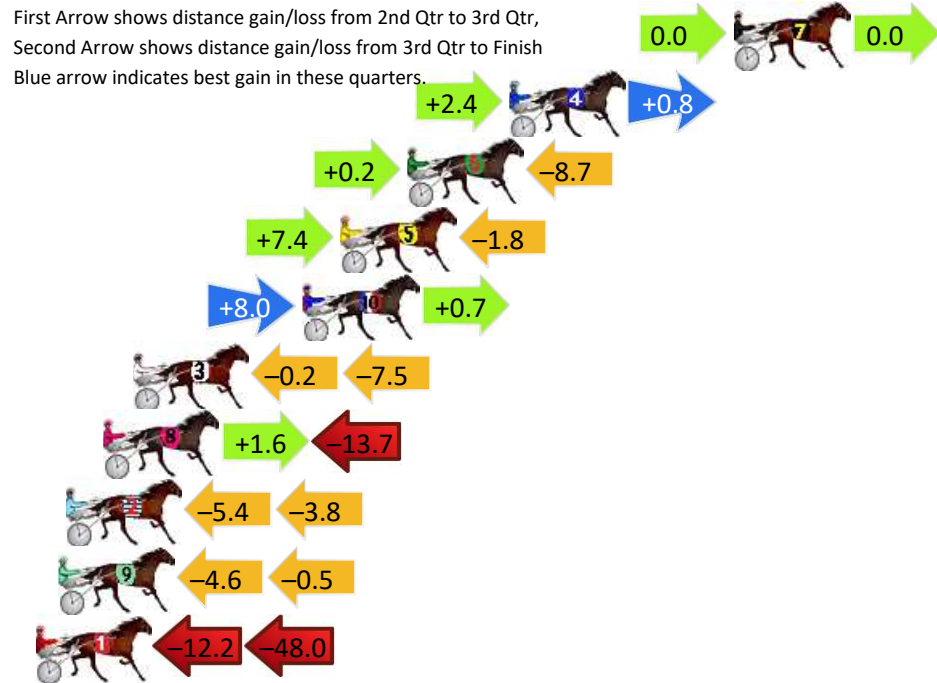 First Arrow shows distance gain/loss from 2nd Qtr to 3rd Qtr,
Second Arrow shows distance gain/loss from 3rd Qtr to Finish
Blue arrow indicates best gain in these quarters.
0.0 7 0.0
+2.4 4 +0.8
+0.2 6 –8.7
+7.4 5 –1.8
+8.0 10 +0.7
3 –0.2 –7.5
8 +1.6 –13.7
2 –5.4 –3.8
9 –4.6 –0.5
1 –12.2 –48.0